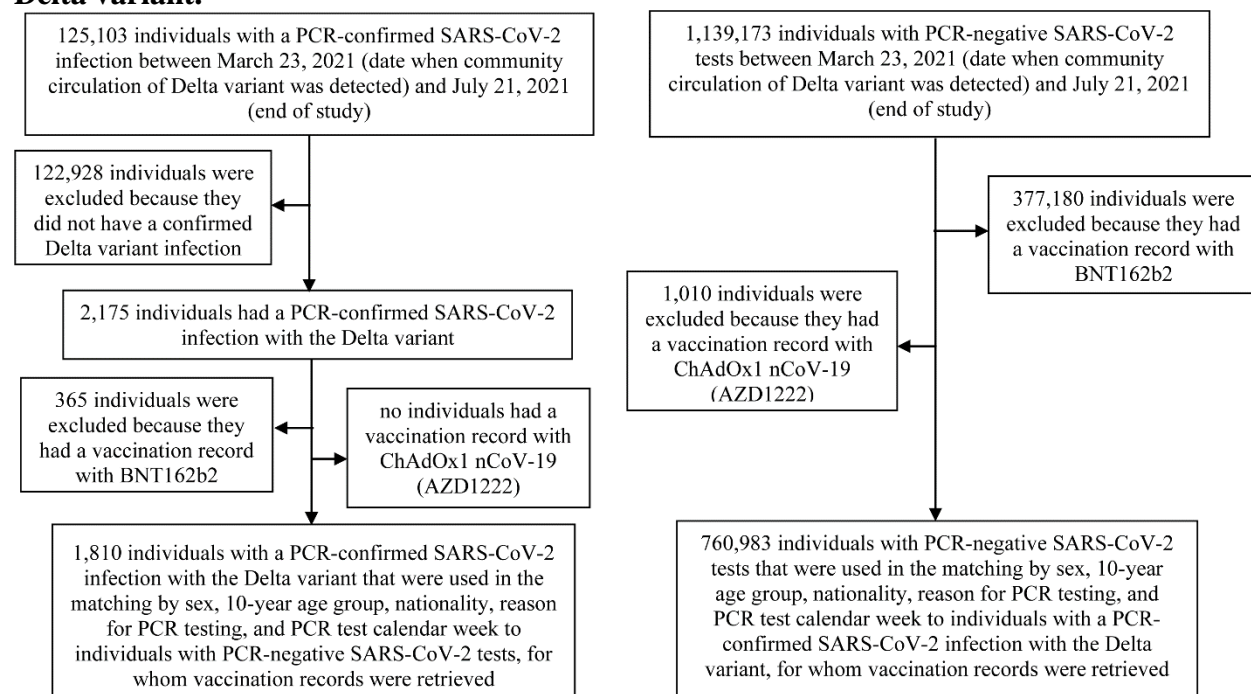 Delta variant.
125,103 individuals with a PCR-confirmed SARS-CoV-2
infection between March 23, 2021 (date when community
circulation of Delta variant was detected) and July 21, 2021
(end of study)
122,928 individuals were
excluded because they
did not have a confirmed
Delta variant infection
2,175 individuals had a PCR-confirmed SARS-CoV-2
infection with the Delta variant
365 individuals were
excluded because they
had a vaccination record
with BNT162b2
no individuals had a
vaccination record with
ChAdOx1 nCoV-19
(AZD1222)
1,810 individuals with a PCR-confirmed SARS-CoV-2
infection with the Delta variant that were used in the
matching by sex, 10-year age group, nationality, reason
for PCR testing, and PCR test calendar week to
individuals with PCR-negative SARS-CoV-2 tests, for
whom vaccination records were retrieved
1,139,173 individuals with PCR-negative SARS-CoV-2
tests between March 23, 2021 (date when community
circulation of Delta variant was detected) and July 21, 2021
(end of study)
377,180 individuals were
excluded because they had
a vaccination record with
BNT162b2
1,010 individuals were
excluded because they had
a vaccination record with
ChAdOx1 nCoV-19
(AZD1222)
760,983 individuals with PCR-negative SARS-CoV-2
tests that were used in the matching by sex, 10-year
age group, nationality, reason for PCR testing, and
PCR test calendar week to individuals with a PCR-
confirmed SARS-CoV-2 infection with the Delta
variant, for whom vaccination records were retrieved